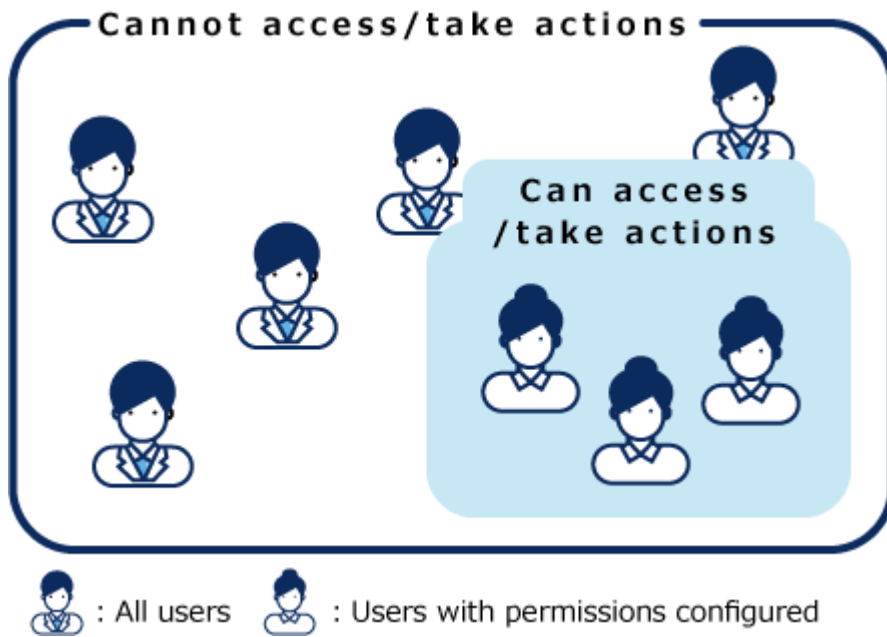 Cannot access/take actions
Can access
/take actions
: All users
: Users with permissions configured